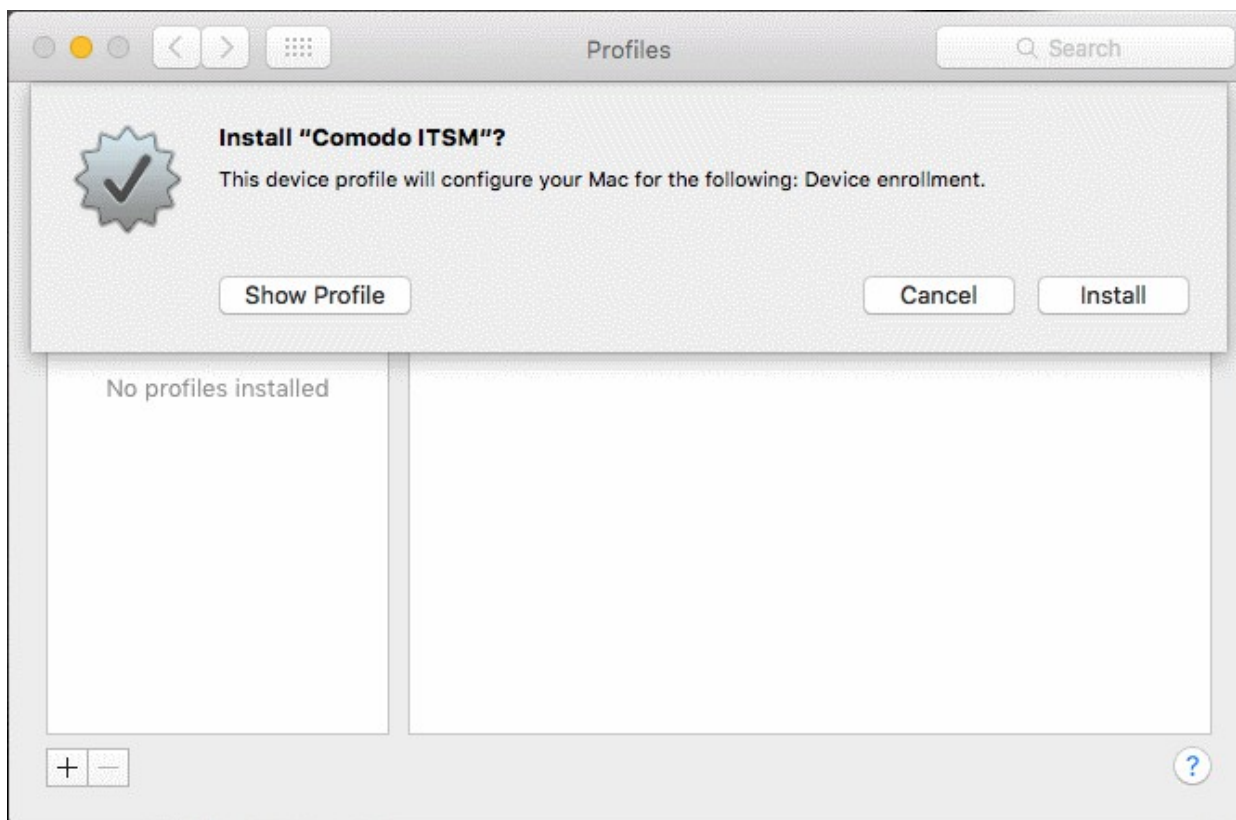 Profiles
Search
Install “Comodo ITSM”?
This device profile will configure your Mac for the following: Device enrollment.
Show Profile
Cancel
Install
No profiles installed
?